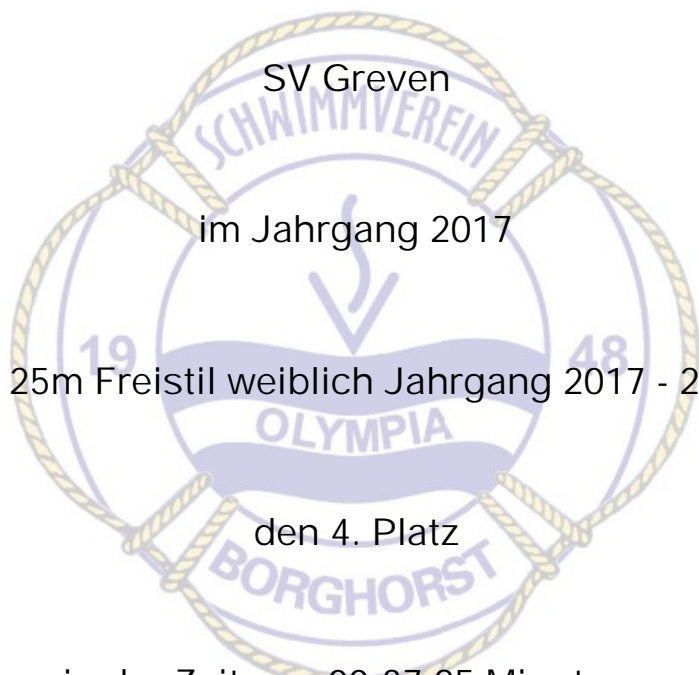 SV Greven
SCHWIMMVEREIN
im Jahrgang 2017
19 48
25m Freistil weiblich Jahrgang 2017 - 2
OLYMPIA
den 4. Platz
BORGHORST